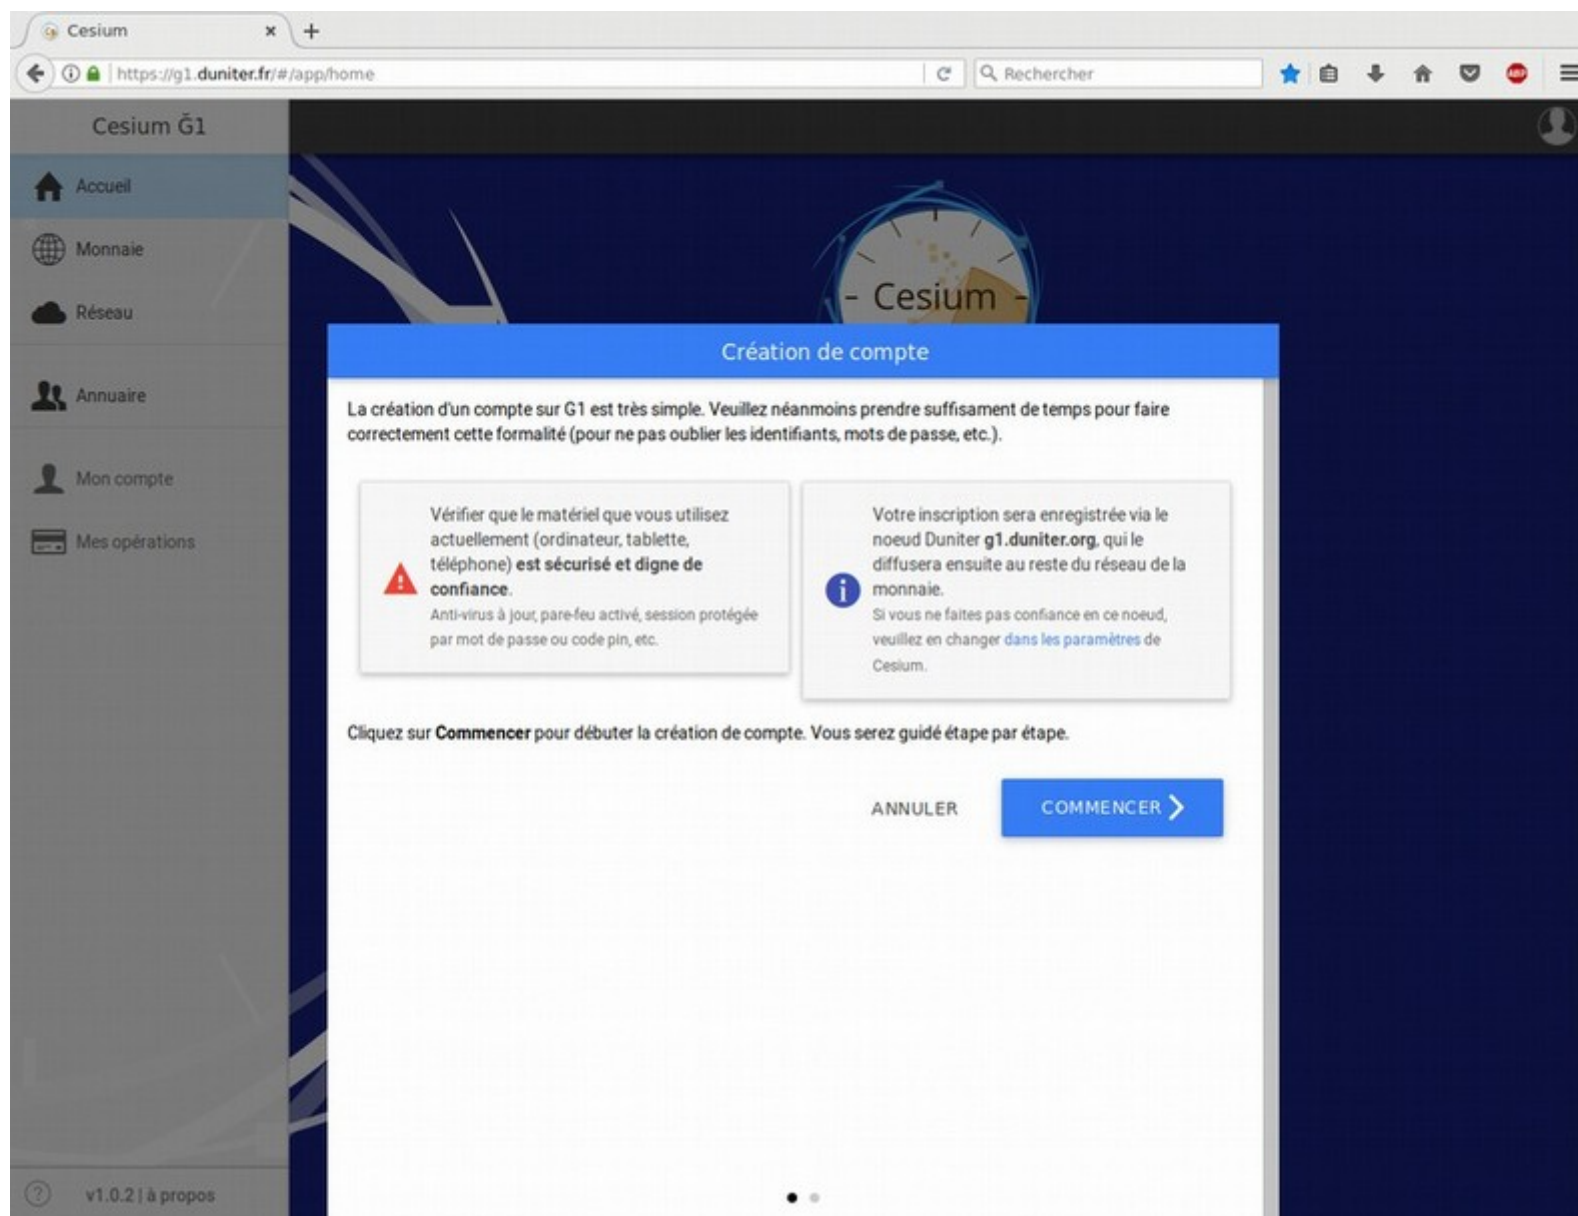 Cesium
https://g1.duniter.fr/#/app/home
Rechercher
ABP
Cesium Ğ1
Accueil
Monnaie
Réseau
Annuaire
Mon compte
Mes opérations
- Cesium -
Création de compte
La création d'un compte sur G1 est très simple. Veuillez néanmoins prendre suffisament de temps pour faire
correctement cette formalité (pour ne pas oublier les identifiants, mots de passe, etc.).
Vérifier que le matériel que vous utilisez
actuellement (ordinateur, tablette,
téléphone) est sécurisé et digne de
confiance.
Anti-virus à jour, pare-feu activé, session protégée
par mot de passe ou code pin, etc.
Votre inscription sera enregistrée via le
noeud Duniter g1.duniter.org, qui le
diffusera ensuite au reste du réseau de la
monnaie.
Si vous ne faites pas confiance en ce noeud,
veuillez en changer dans les paramètres de
Cesium.
Cliquez sur Commencer pour débuter la création de compte. Vous serez guidé étape par étape.
ANNULER
COMMENCER
v1.0.2 | à propos